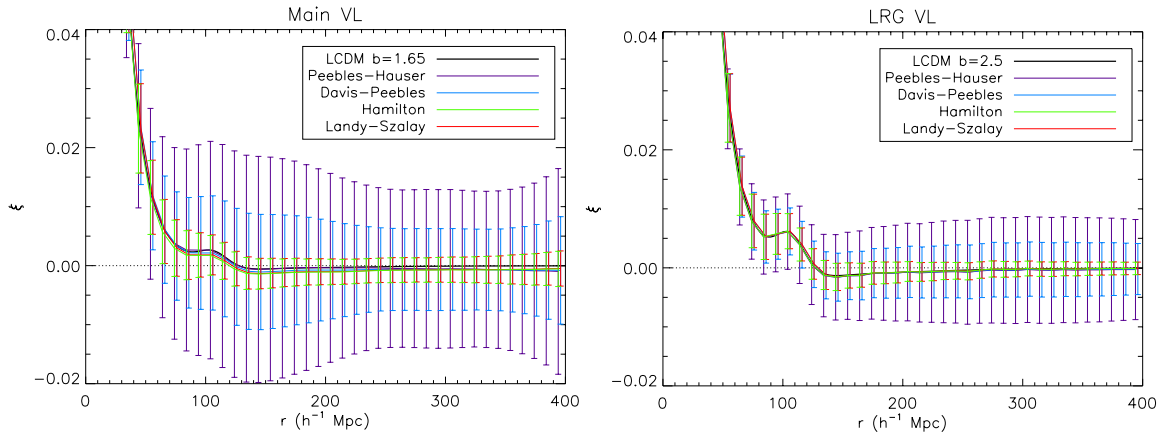 Main VL
0.04
0.02
0.00
−0.02
ξ
0
100
200
300
400
r (h⁻¹ Mpc)
LCDM b=1.65
Peebles−Hauser
Davis−Peebles
Hamilton
Landy−Szalay
LRG VL
0.04
0.02
0.00
−0.02
ξ
0
100
200
300
400
r (h⁻¹ Mpc)
LCDM b=2.5
Peebles−Hauser
Davis−Peebles
Hamilton
Landy−Szalay